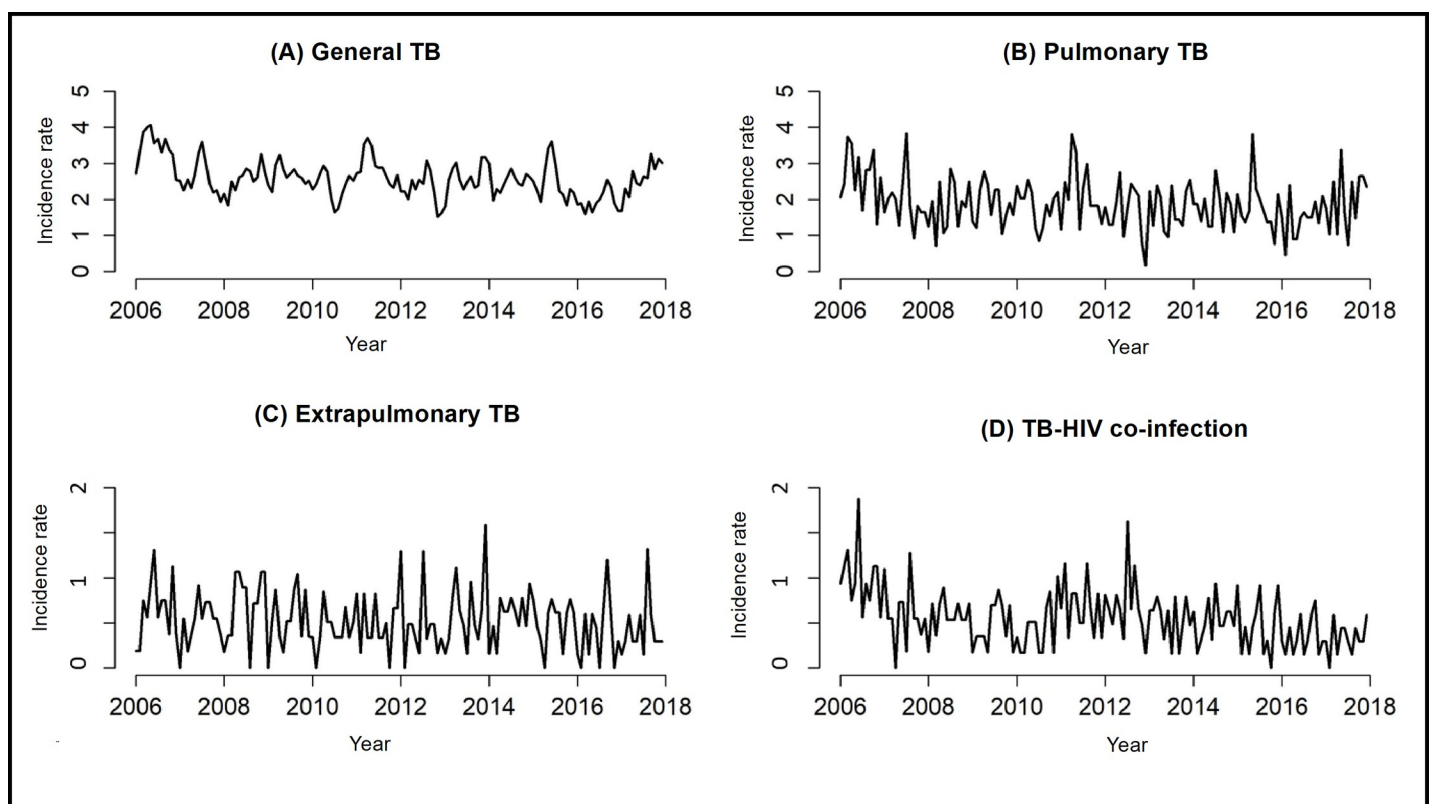 (A) General TB
Incidence rate
5
4
3
2
1
0
2006 2008 2010 2012 2014 2016 2018
Year
(B) Pulmonary TB
Incidence rate
5
4
3
2
1
0
2006 2008 2010 2012 2014 2016 2018
Year
(C) Extrapulmonary TB
Incidence rate
2
1
0
2006 2008 2010 2012 2014 2016 2018
Year
(D) TB-HIV co-infection
Incidence rate
2
1
0
2006 2008 2010 2012 2014 2016 2018
Year